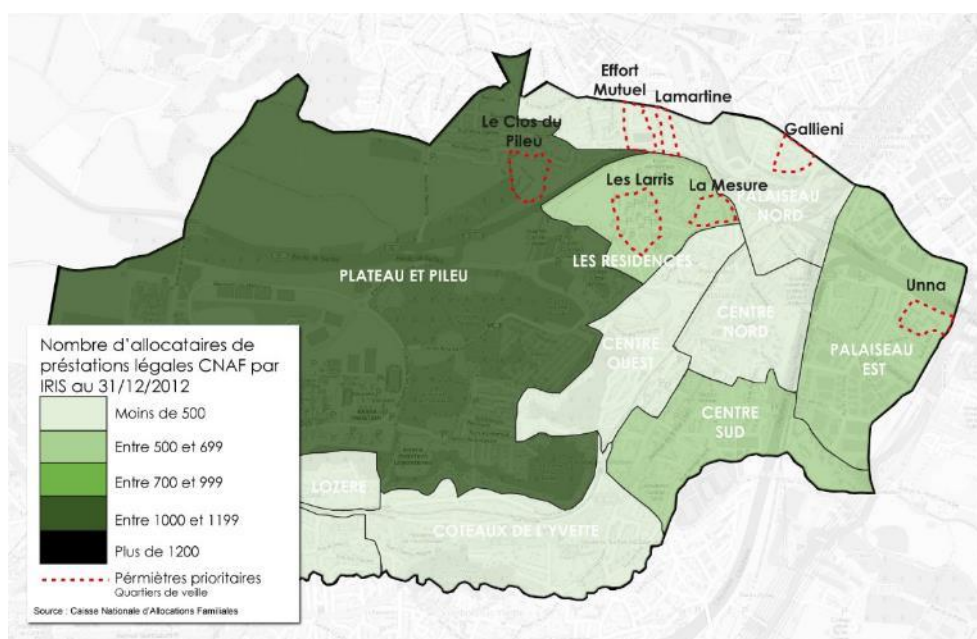 Effort
Mutuel
Lamartine
Le Clos du
Pileu
Gallieni
Les Larris
La Mesure
PALAISEAU
NORD
PLATEAU ET PILEU
LES RESIDENCES
Unna
CENTRE
NORD
CENTRE
OUEST
PALAISEAU
EST
CENTRE
SUD
LOZERE
COTEAUX DE L'YVETTE
Nombre d'allocataires de
préstations légales CNAF par
IRIS au 31/12/2012
Moins de 500
Entre 500 et 699
Entre 700 et 999
Entre 1000 et 1199
Plus de 1200
Pérmiètres prioritaires
Quartiers de veille
Source : Caisse Nationale d'Allocations Familiales